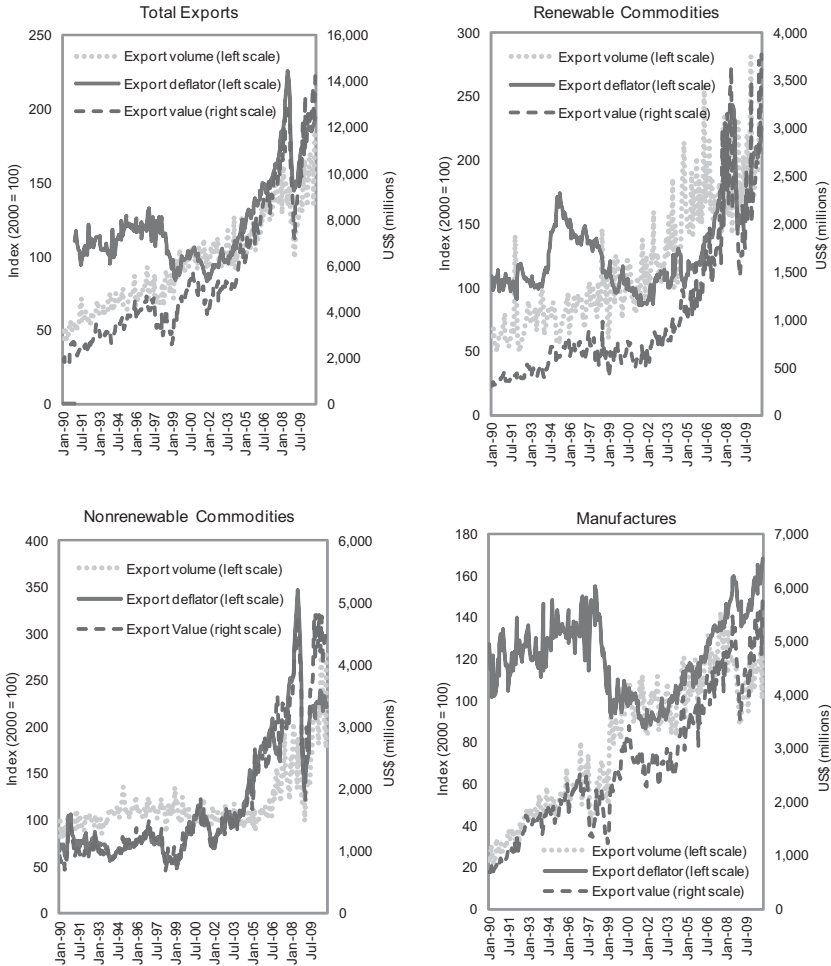 Total Exports
250
200
150
100
50
0
16,000
14,000
12,000
10,000
8,000
6,000
4,000
2,000
0
Index (2000 = 100)
US$ (millions)
Export volume (left scale)
Export deflator (left scale)
Export value (right scale)
Jan-90
Jul-91
Jan-93
Jul-94
Jan-96
Jul-97
Jan-99
Jul-00
Jan-02
Jul-03
Jan-05
Jul-06
Jan-08
Jul-09
Renewable Commodities
300
250
200
150
100
50
0
4,000
3,500
3,000
2,500
2,000
1,500
1,000
500
0
Index (2000 = 100)
US$ (millions)
Export volume (left scale)
Export deflator (left scale)
Export value (right scale)
Jan-90
Jul-91
Jan-93
Jul-94
Jan-96
Jul-97
Jan-99
Jul-00
Jan-02
Jul-03
Jan-05
Jul-06
Jan-08
Jul-09
Nonrenewable Commodities
400
350
300
250
200
150
100
50
0
6,000
5,000
4,000
3,000
2,000
1,000
0
Index (2000 = 100)
US$ (millions)
Export volume (left scale)
Export deflator (left scale)
Export Value (right scale)
Jan-90
Jul-91
Jan-93
Jul-94
Jan-96
Jul-97
Jan-99
Jul-00
Jan-02
Jul-03
Jan-05
Jul-06
Jan-08
Jul-09
Manufactures
180
160
140
120
100
80
60
40
20
0
7,000
6,000
5,000
4,000
3,000
2,000
1,000
0
Index (2000 = 100)
US$ (millions)
Export volume (left scale)
Export deflator (left scale)
Export value (right scale)
Jan-90
Jul-91
Jan-93
Jul-94
Jan-96
Jul-97
Jan-99
Jul-00
Jan-02
Jul-03
Jan-05
Jul-06
Jan-08
Jul-09